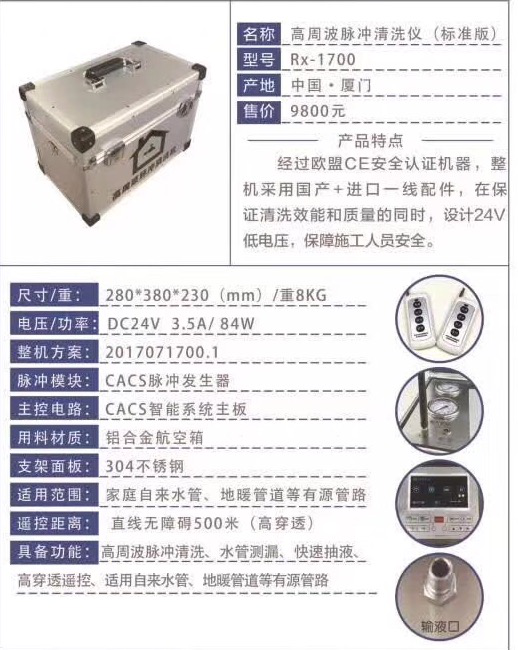 名称 高周波脉冲清洗仪（标准版）
型号 Rx-1700
产地 中国·厦门
售价 9800元
产品特点
经过欧盟CE安全认证机器，整
机采用国产+进口一线配件，在保
证清洗效能和质量的同时，设计24V
低电压，保障施工人员安全。
尺寸/重： 280*380*230（mm）/重8KG
电压/功率： DC24V 3.5A/ 84W
整机方案： 2017071700.1
脉冲模块： CACS脉冲发生器
主控电路： CACS智能系统主板
用料材质： 铝合金航空箱
支架面板： 304不锈钢
适用范围： 家庭自来水管、地暖管道等有源管路
遥控距离： 直线无障碍500米（高穿透）
具备功能： 高周波脉冲清洗、水管测漏、快速抽液、
高穿透遥控、适用自来水管、地暖管道等有源管路
输液口